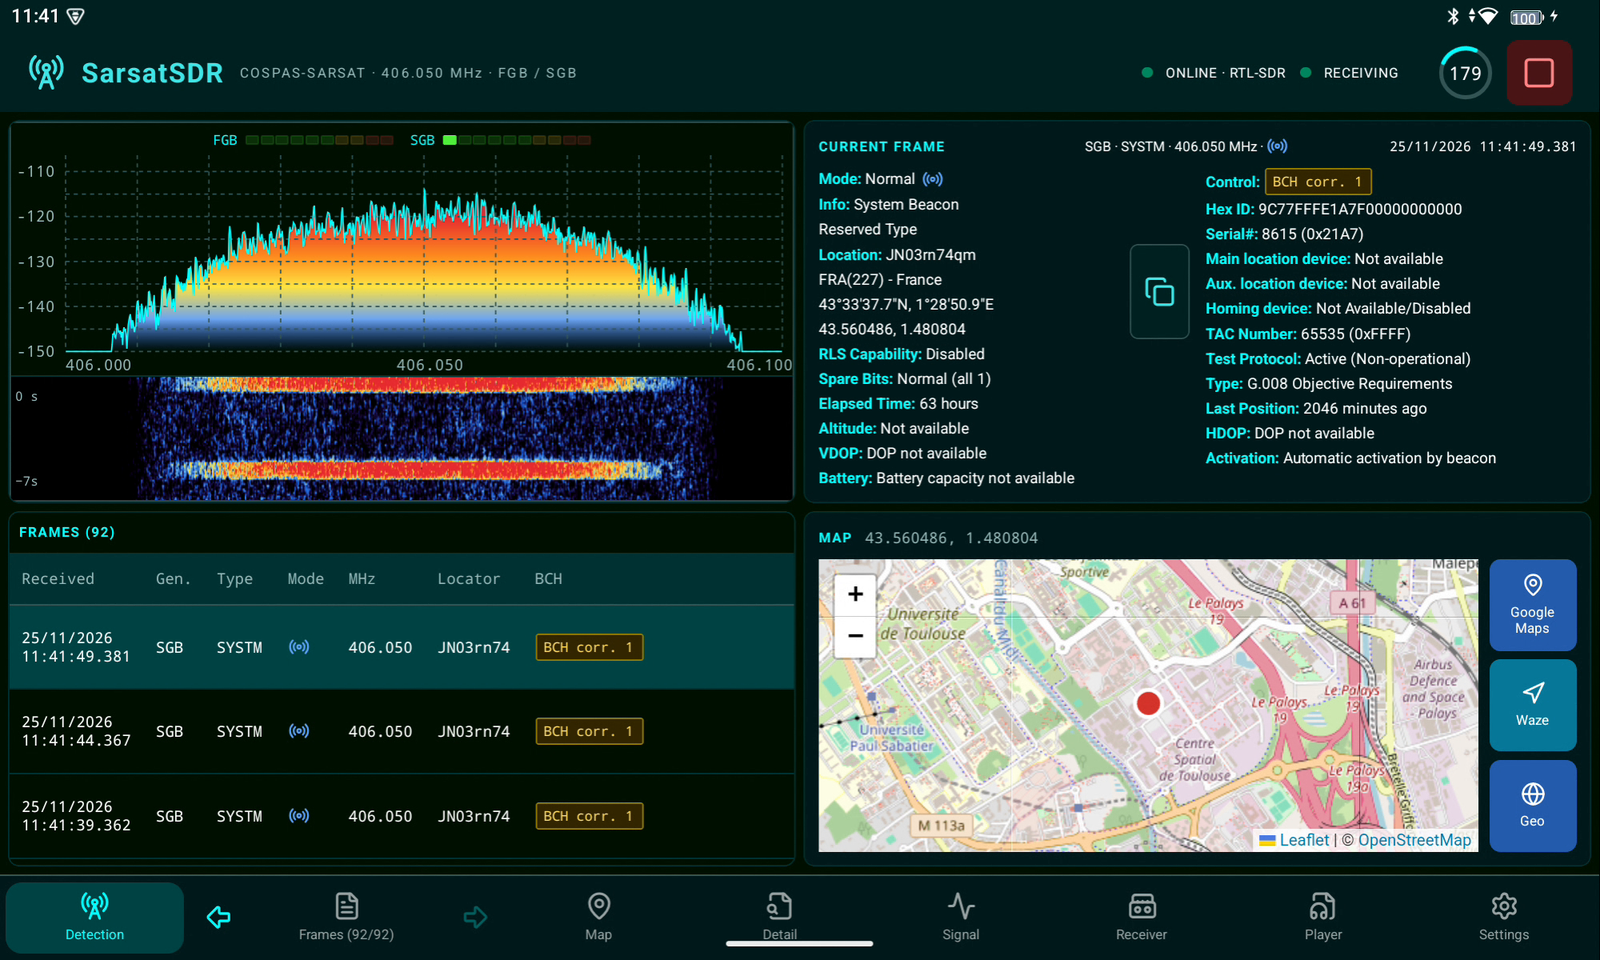 11:41
100
SarsatSDR
COSPAS-SARSAT · 406.050 MHz · FGB / SGB
ONLINE · RTL-SDR
RECEIVING
179
FGB
SGB
-110
-120
-130
-140
-150
406.000
406.050
406.100
0 s
-7s
CURRENT FRAME
SGB · SYSTM · 406.050 MHz ·
25/11/2026 11:41:49.381
Mode: Normal
Info: System Beacon
Reserved Type
Location: JN03rn74qm
FRA(227) - France
43°33'37.7"N, 1°28'50.9"E
43.560486, 1.480804
RLS Capability: Disabled
Spare Bits: Normal (all 1)
Elapsed Time: 63 hours
Altitude: Not available
VDOP: DOP not available
Battery: Battery capacity not available
Control: BCH corr. 1
Hex ID: 9C77FFFE1A7F00000000000
Serial#: 8615 (0x21A7)
Main location device: Not available
Aux. location device: Not available
Homing device: Not Available/Disabled
TAC Number: 65535 (0xFFFF)
Test Protocol: Active (Non-operational)
Type: G.008 Objective Requirements
Last Position: 2046 minutes ago
HDOP: DOP not available
Activation: Automatic activation by beacon
FRAMES (92)
Received Gen. Type Mode MHz Locator BCH
25/11/2026
11:41:49.381 SGB SYSTM 406.050 JN03rn74 BCH corr. 1
25/11/2026
11:41:44.367 SGB SYSTM 406.050 JN03rn74 BCH corr. 1
25/11/2026
11:41:39.362 SGB SYSTM 406.050 JN03rn74 BCH corr. 1
MAP 43.560486, 1.480804
+
−
Sportive
Canal du Midi
Université
de Toulouse
Le Palays
19
A 61
Malepe
Airbus
Defence
and Space
- Palays
Le Palays
19
Le Palays
19
Université
Paul Sabatier
Centre
Spatial
de Toulouse
Le Palays
19a
M 113a
Leaflet | © OpenStreetMap
Google
Maps
Waze
Geo
Detection
Frames (92/92)
Map
Detail
Signal
Receiver
Player
Settings